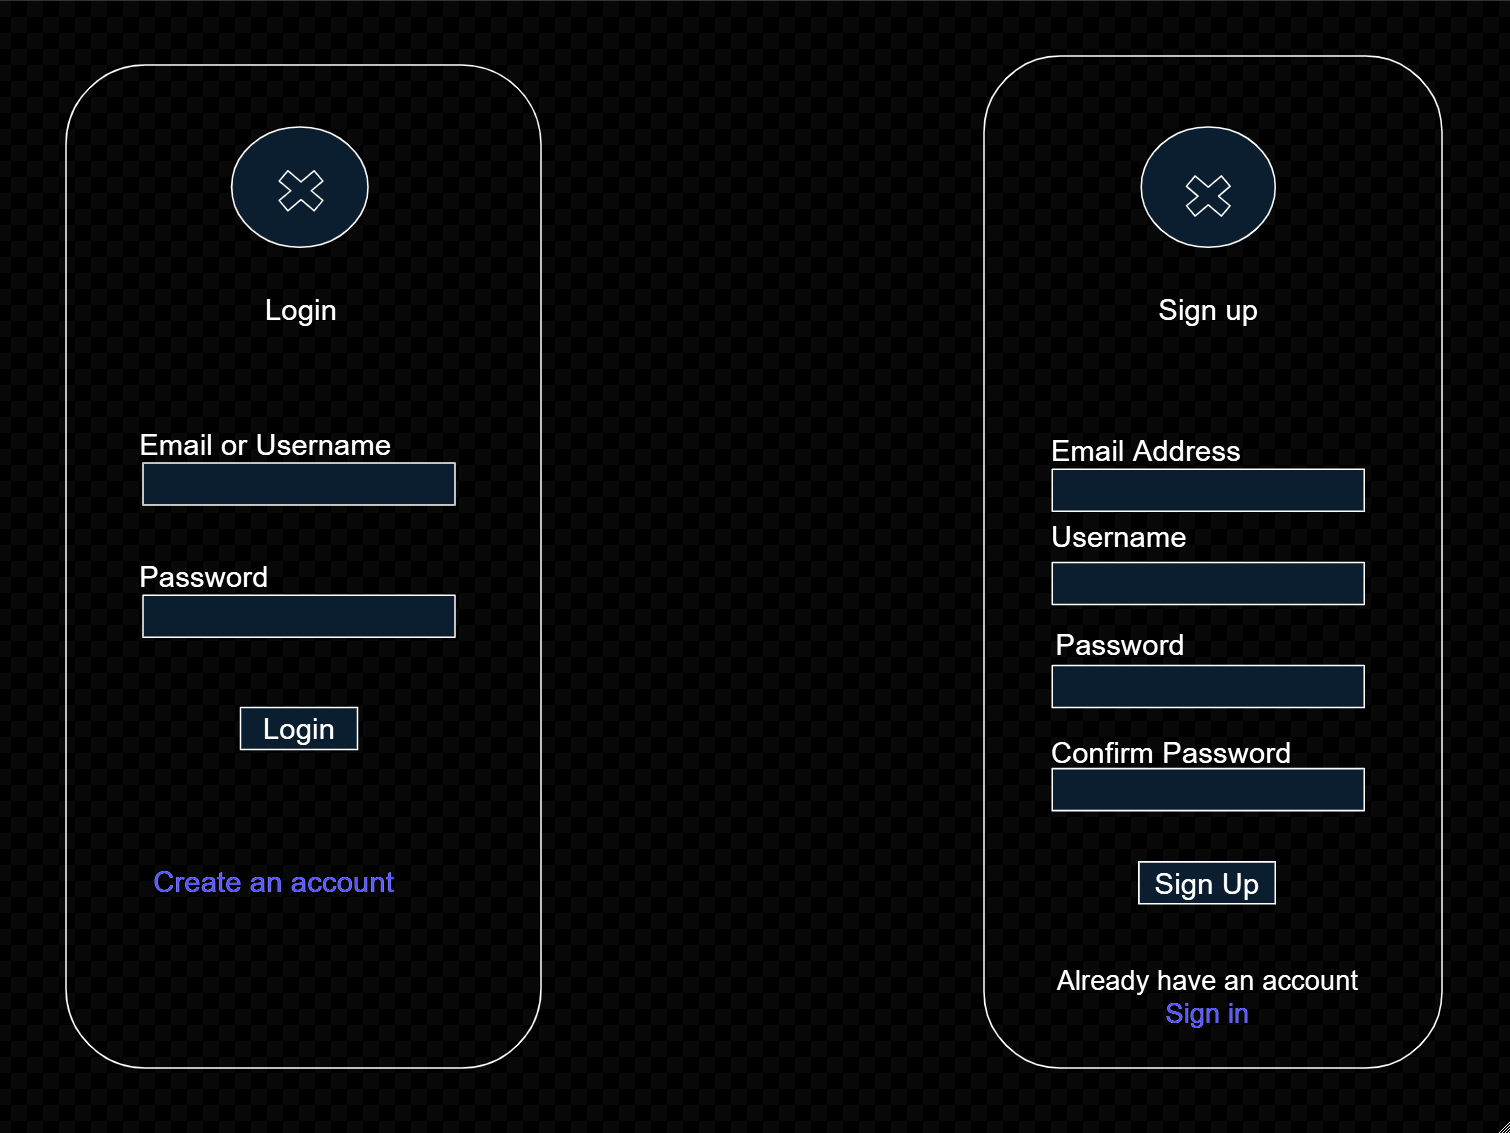 Login
Email or Username
Password
Login
Create an account
Sign up
Email Address
Username
Password
Confirm Password
Sign Up
Already have an account
Sign in